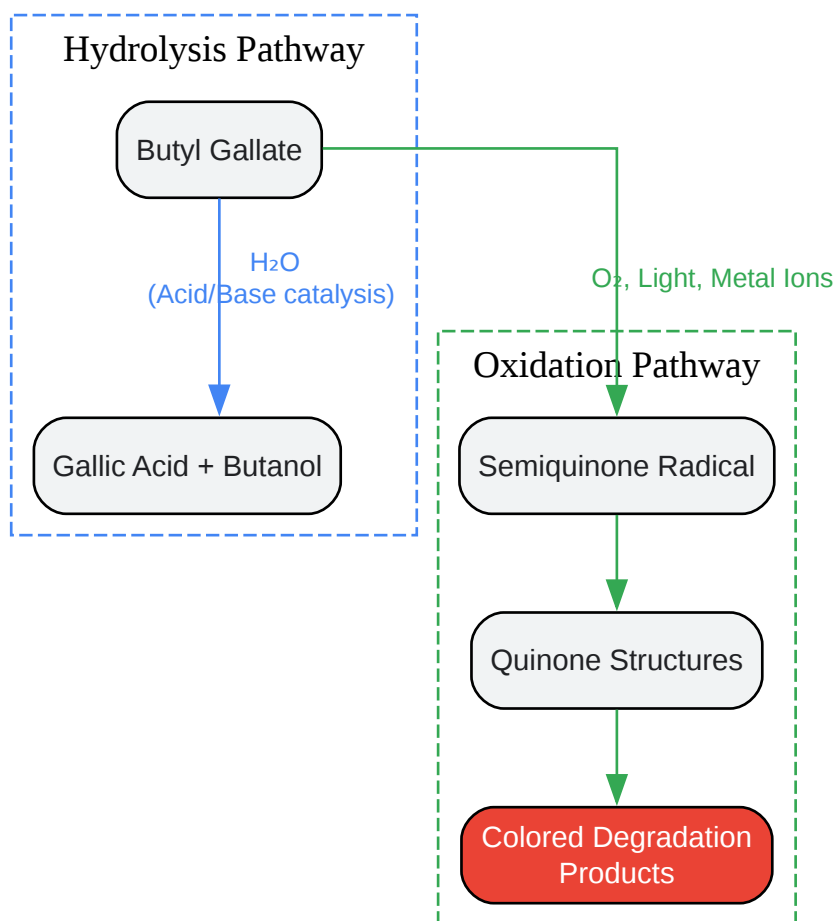 Hydrolysis Pathway
Butyl Gallate
H₂O
(Acid/Base catalysis)
O₂, Light, Metal Ions
Oxidation Pathway
Gallic Acid + Butanol
Semiquinone Radical
Quinone Structures
Colored Degradation
Products